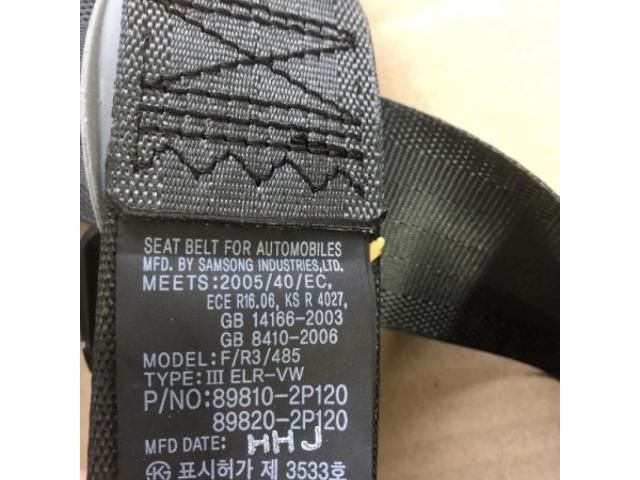 SEAT BELT FOR AUTOMOBILES
MFD. BY SAMSONG INDUSTRIES,LTD.
MEETS:2005/40/EC,
ECE R16.06, KS R 4027,
GB 14166-2003
GB 8410-2006
MODEL:F/R3/485
TYPE:Ⅲ ELR-VW
P/NO:89810-2P120
89820-2P120
MFD DATE: HHJ
표시허가 제 3533호